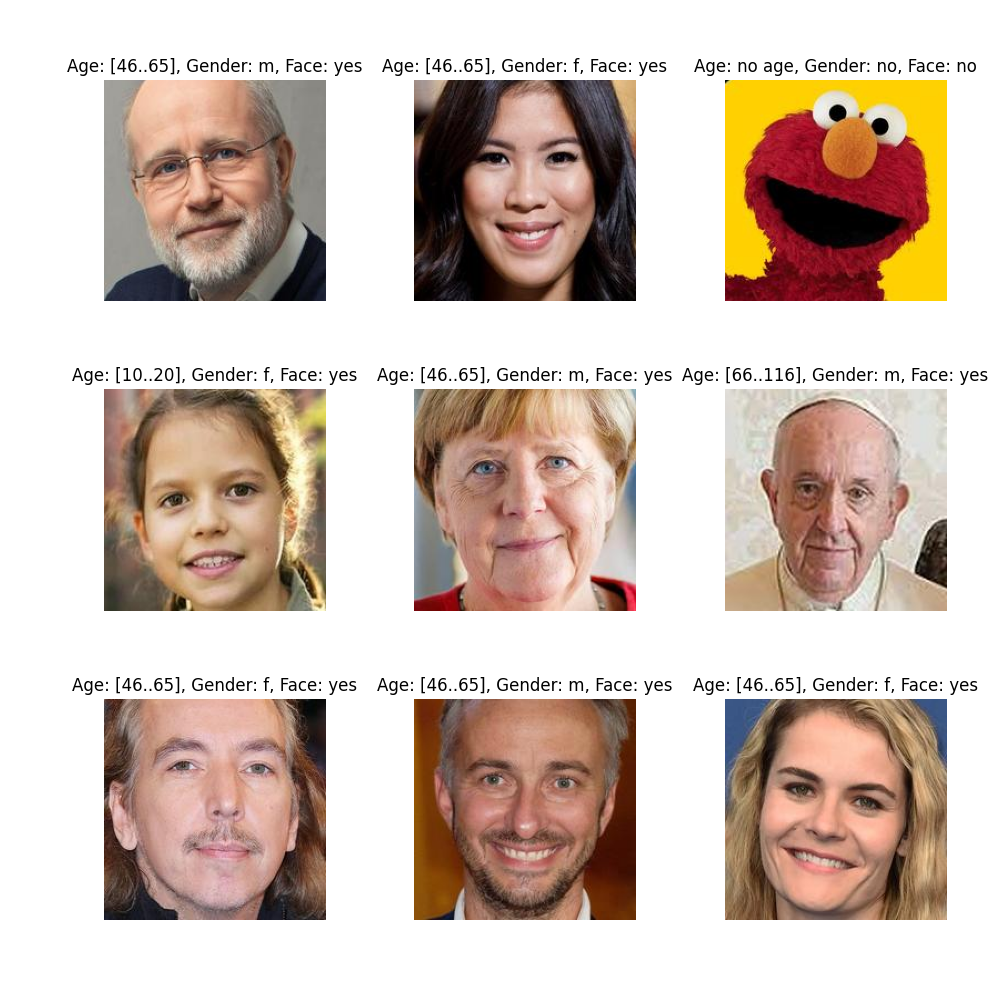 Age: [46..65], Gender: m, Face: yes
Age: [46..65], Gender: f, Face: yes
Age: no age, Gender: no, Face: no
Age: [10..20], Gender: f, Face: yes
Age: [46..65], Gender: m, Face: yes
Age: [66..116], Gender: m, Face: yes
Age: [46..65], Gender: f, Face: yes
Age: [46..65], Gender: m, Face: yes
Age: [46..65], Gender: f, Face: yes